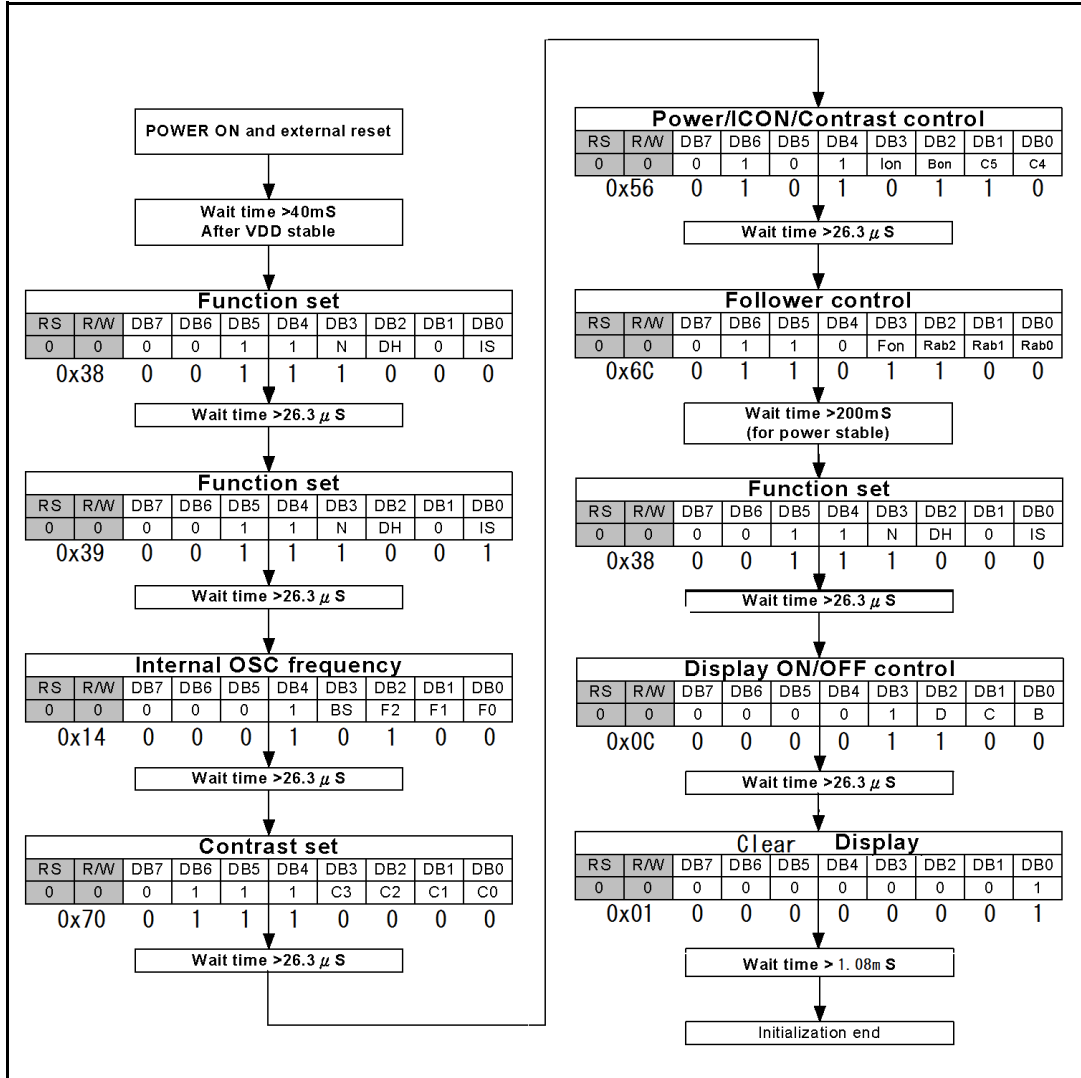 POWER ON and external reset
Wait time >40mS
After VDD stable
Function set
RS R/W DB7 DB6 DB5 DB4 DB3 DB2 DB1 DB0
0 0 0 0 1 1 N DH 0 IS
0x38 0 0 1 1 1 0 0 0
Wait time >26.3 μ S
Function set
RS R/W DB7 DB6 DB5 DB4 DB3 DB2 DB1 DB0
0 0 0 0 1 1 N DH 0 IS
0x39 0 0 1 1 1 0 0 1
Wait time >26.3 μ S
Internal OSC frequency
RS R/W DB7 DB6 DB5 DB4 DB3 DB2 DB1 DB0
0 0 0 0 0 1 BS F2 F1 F0
0x14 0 0 0 1 0 1 0 0
Wait time >26.3 μ S
Contrast set
RS R/W DB7 DB6 DB5 DB4 DB3 DB2 DB1 DB0
0 0 0 1 1 1 C3 C2 C1 C0
0x70 0 1 1 1 0 0 0 0
Wait time >26.3 μ S
Power/ICON/Contrast control
RS R/W DB7 DB6 DB5 DB4 DB3 DB2 DB1 DB0
0 0 0 1 0 1 Ion Bon C5 C4
0x56 0 1 0 1 0 1 1 0
Wait time >26.3 μ S
Follower control
RS R/W DB7 DB6 DB5 DB4 DB3 DB2 DB1 DB0
0 0 0 1 1 0 Fon Rab2 Rab1 Rab0
0x6C 0 1 1 0 1 1 0 0
Wait time >200mS
(for power stable)
Function set
RS R/W DB7 DB6 DB5 DB4 DB3 DB2 DB1 DB0
0 0 0 0 1 1 N DH 0 IS
0x38 0 0 1 1 1 0 0 0
Wait time >26.3 μ S
Display ON/OFF control
RS R/W DB7 DB6 DB5 DB4 DB3 DB2 DB1 DB0
0 0 0 0 0 0 1 D C B
0x0C 0 0 0 0 1 1 0 0
Wait time >26.3 μ S
Clear Display
RS R/W DB7 DB6 DB5 DB4 DB3 DB2 DB1 DB0
0 0 0 0 0 0 0 0 0 1
0x01 0 0 0 0 0 0 0 1
Wait time > 1.08m S
Initialization end